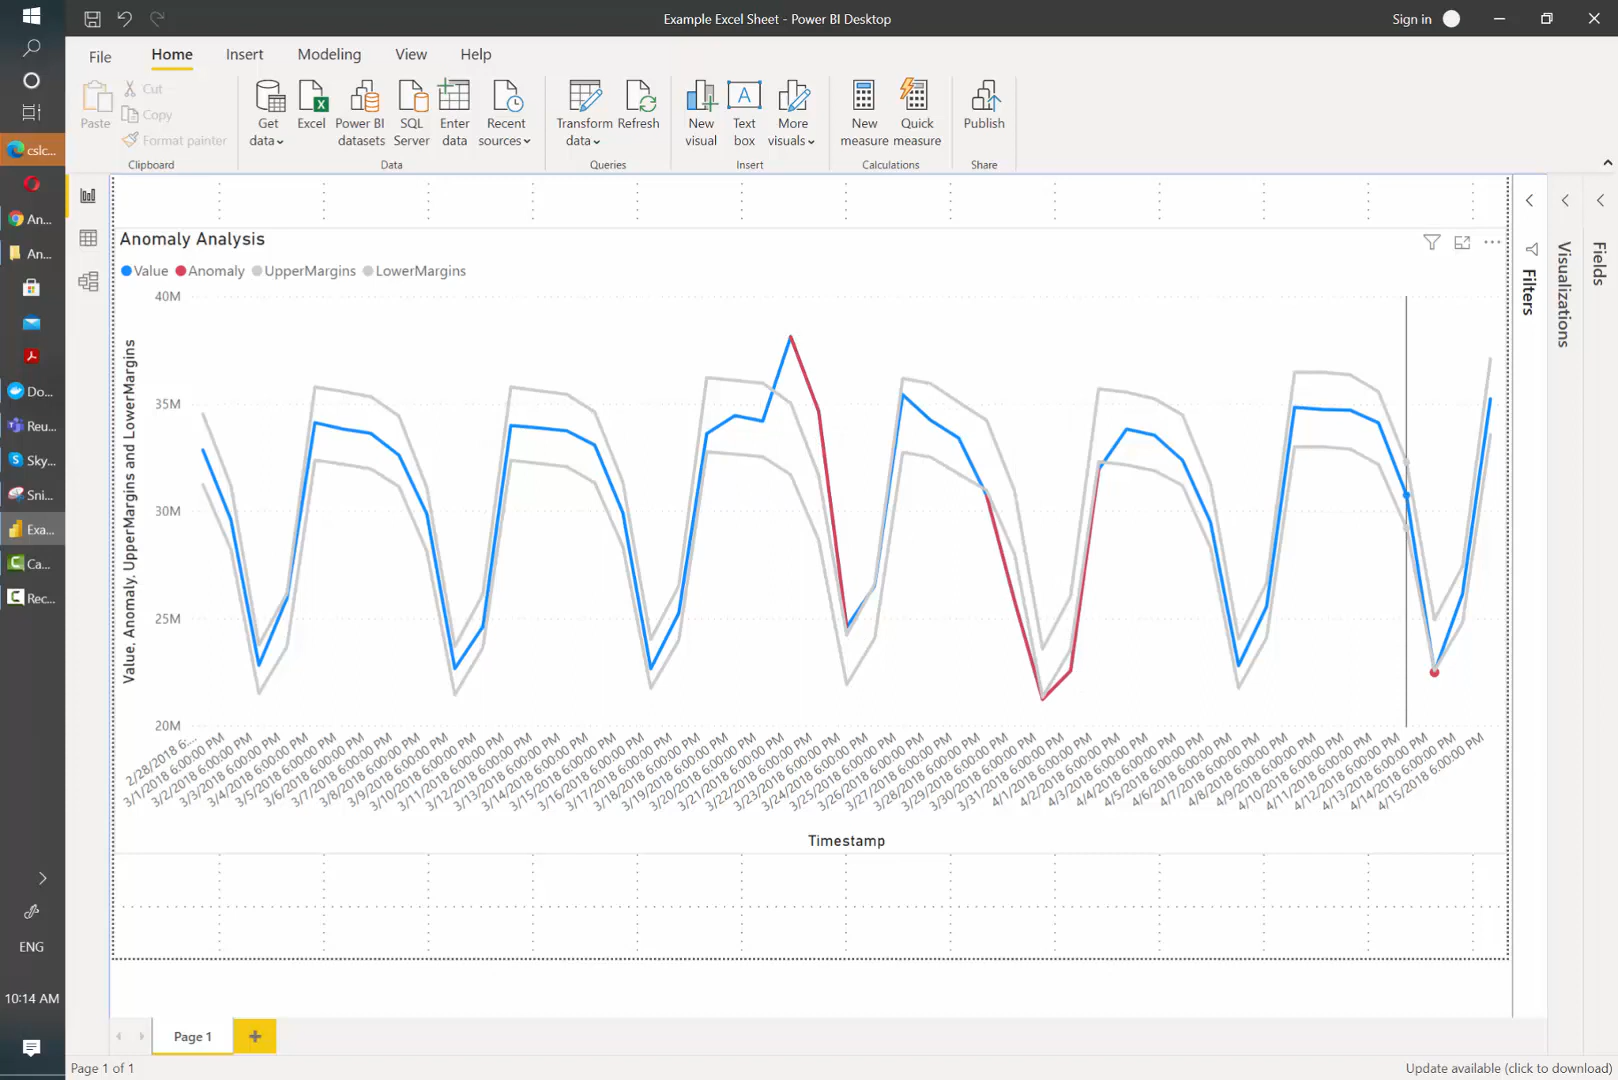 Example Excel Sheet - Power BI Desktop
Sign in
File Home Insert Modeling View Help
Paste
Cut
Copy
Format painter
Clipboard
Get data
Excel
Power BI datasets
SQL Server
Enter data
Recent sources
Data
Transform data
Refresh
Queries
New visual
Text box
More visuals
Insert
New measure
Quick measure
Calculations
Publish
Share
cslc...
An...
An...
Do...
Reu...
Sky...
Sni...
Exa...
Ca...
Rec...
ENG
10:14 AM
Anomaly Analysis
Value Anomaly UpperMargins LowerMargins
Value, Anomaly, UpperMargins and LowerMargins
40M
35M
30M
25M
20M
2/28/2018 6:...
3/1/2018 6:00:00 PM
3/2/2018 6:00:00 PM
3/3/2018 6:00:00 PM
3/4/2018 6:00:00 PM
3/5/2018 6:00:00 PM
3/6/2018 6:00:00 PM
3/7/2018 6:00:00 PM
3/8/2018 6:00:00 PM
3/9/2018 6:00:00 PM
3/10/2018 6:00:00 PM
3/11/2018 6:00:00 PM
3/12/2018 6:00:00 PM
3/13/2018 6:00:00 PM
3/14/2018 6:00:00 PM
3/15/2018 6:00:00 PM
3/16/2018 6:00:00 PM
3/17/2018 6:00:00 PM
3/18/2018 6:00:00 PM
3/19/2018 6:00:00 PM
3/20/2018 6:00:00 PM
3/21/2018 6:00:00 PM
3/22/2018 6:00:00 PM
3/23/2018 6:00:00 PM
3/24/2018 6:00:00 PM
3/25/2018 6:00:00 PM
3/26/2018 6:00:00 PM
3/27/2018 6:00:00 PM
3/28/2018 6:00:00 PM
3/29/2018 6:00:00 PM
3/30/2018 6:00:00 PM
3/31/2018 6:00:00 PM
4/1/2018 6:00:00 PM
4/2/2018 6:00:00 PM
4/3/2018 6:00:00 PM
4/4/2018 6:00:00 PM
4/5/2018 6:00:00 PM
4/6/2018 6:00:00 PM
4/7/2018 6:00:00 PM
4/8/2018 6:00:00 PM
4/9/2018 6:00:00 PM
4/10/2018 6:00:00 PM
4/11/2018 6:00:00 PM
4/12/2018 6:00:00 PM
4/13/2018 6:00:00 PM
4/14/2018 6:00:00 PM
4/15/2018 6:00:00 PM
Timestamp
Filters
Visualizations
Fields
Page 1
Page 1 of 1
Update available (click to download)